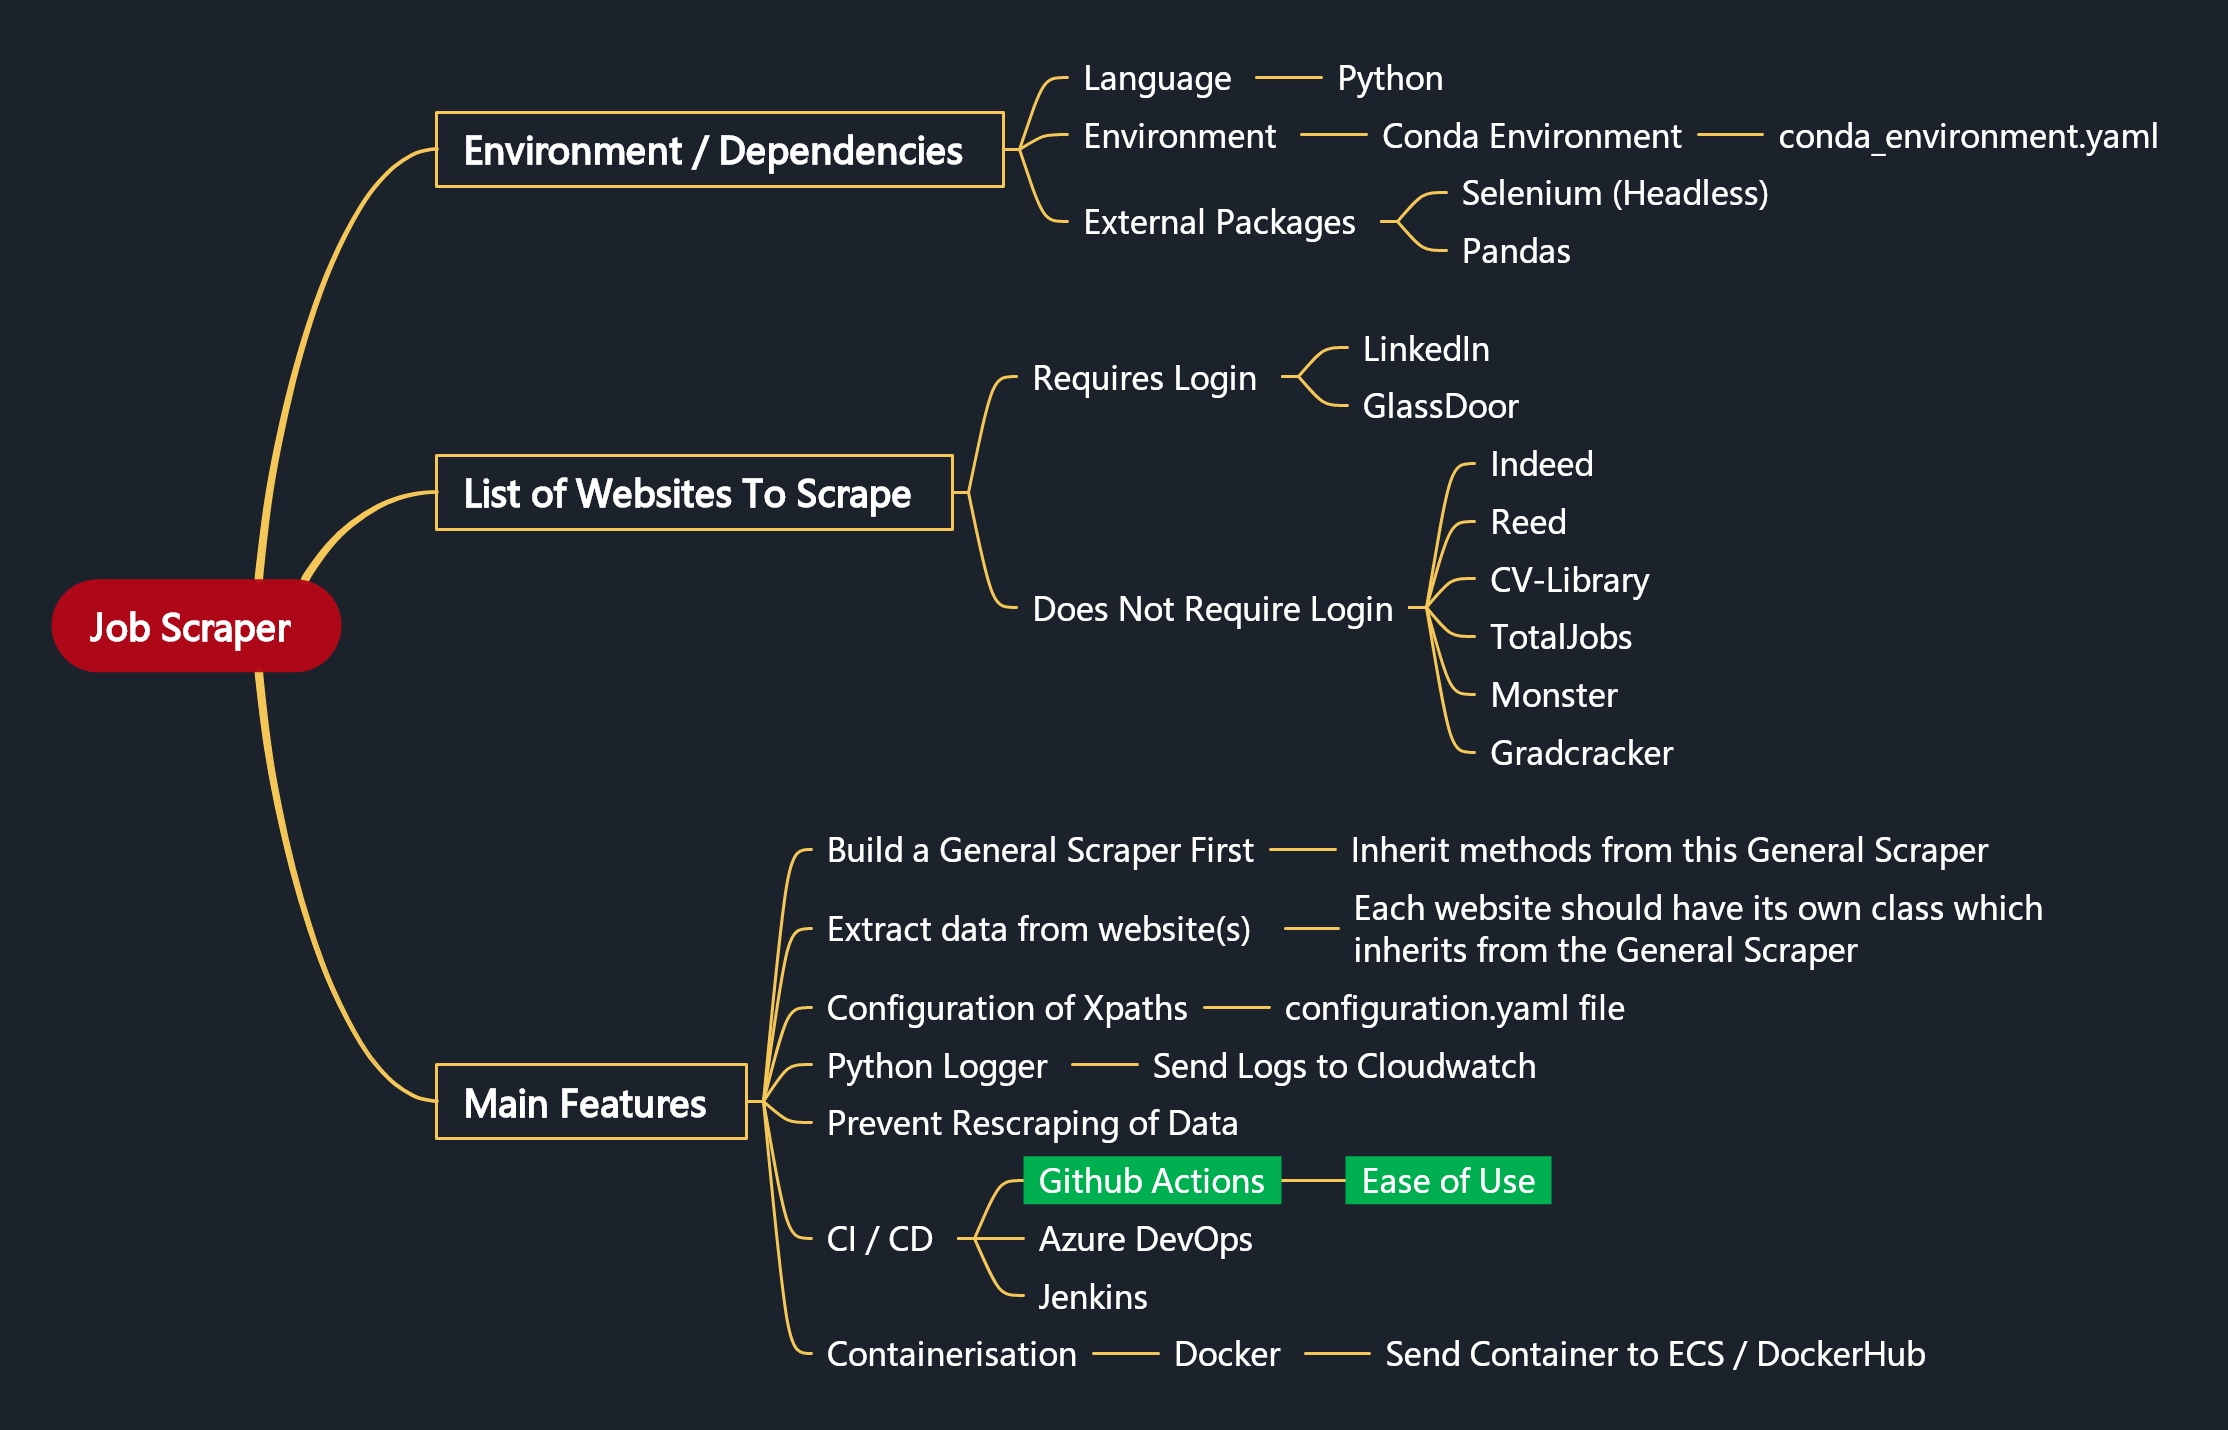 Language
Python
Environment / Dependencies
Environment
Conda Environment
conda_environment.yaml
External Packages
Selenium (Headless)
Pandas
List of Websites To Scrape
Requires Login
LinkedIn
GlassDoor
Does Not Require Login
Indeed
Reed
CV-Library
TotalJobs
Monster
Gradcracker
Job Scraper
Main Features
Build a General Scraper First
Inherit methods from this General Scraper
Extract data from website(s)
Each website should have its own class which
inherits from the General Scraper
Configuration of Xpaths
configuration.yaml file
Python Logger
Send Logs to Cloudwatch
Prevent Rescraping of Data
CI / CD
Github Actions
Ease of Use
Azure DevOps
Jenkins
Containerisation
Docker
Send Container to ECS / DockerHub